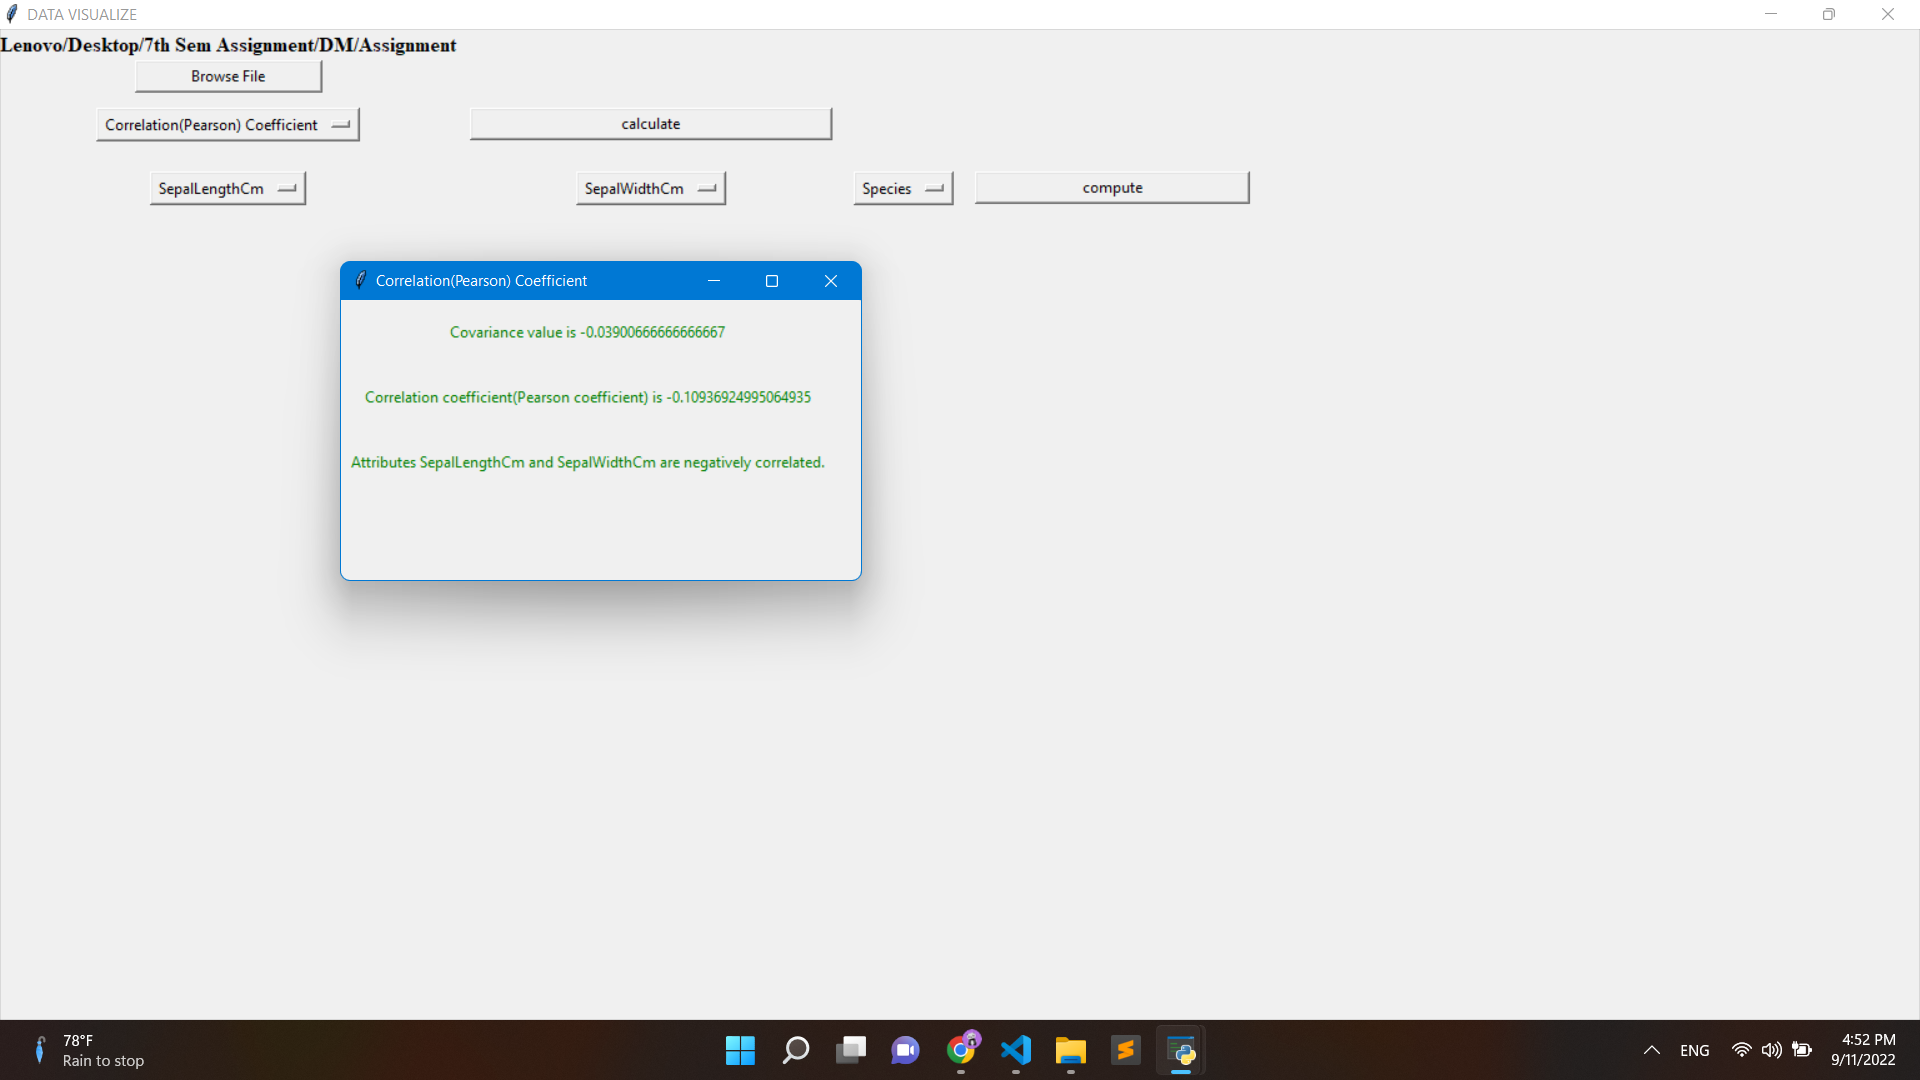 DATA VISUALIZE
Lenovo/Desktop/7th Sem Assignment/DM/Assignment
Browse File
Correlation(Pearson) Coefficient
calculate
SepalLengthCm
SepalWidthCm
Species
compute
Correlation(Pearson) Coefficient
Covariance value is -0.03900666666666667
Correlation coefficient(Pearson coefficient) is -0.10936924995064935
Attributes SepalLengthCm and SepalWidthCm are negatively correlated.
78°F
Rain to stop
ENG
4:52 PM
9/11/2022